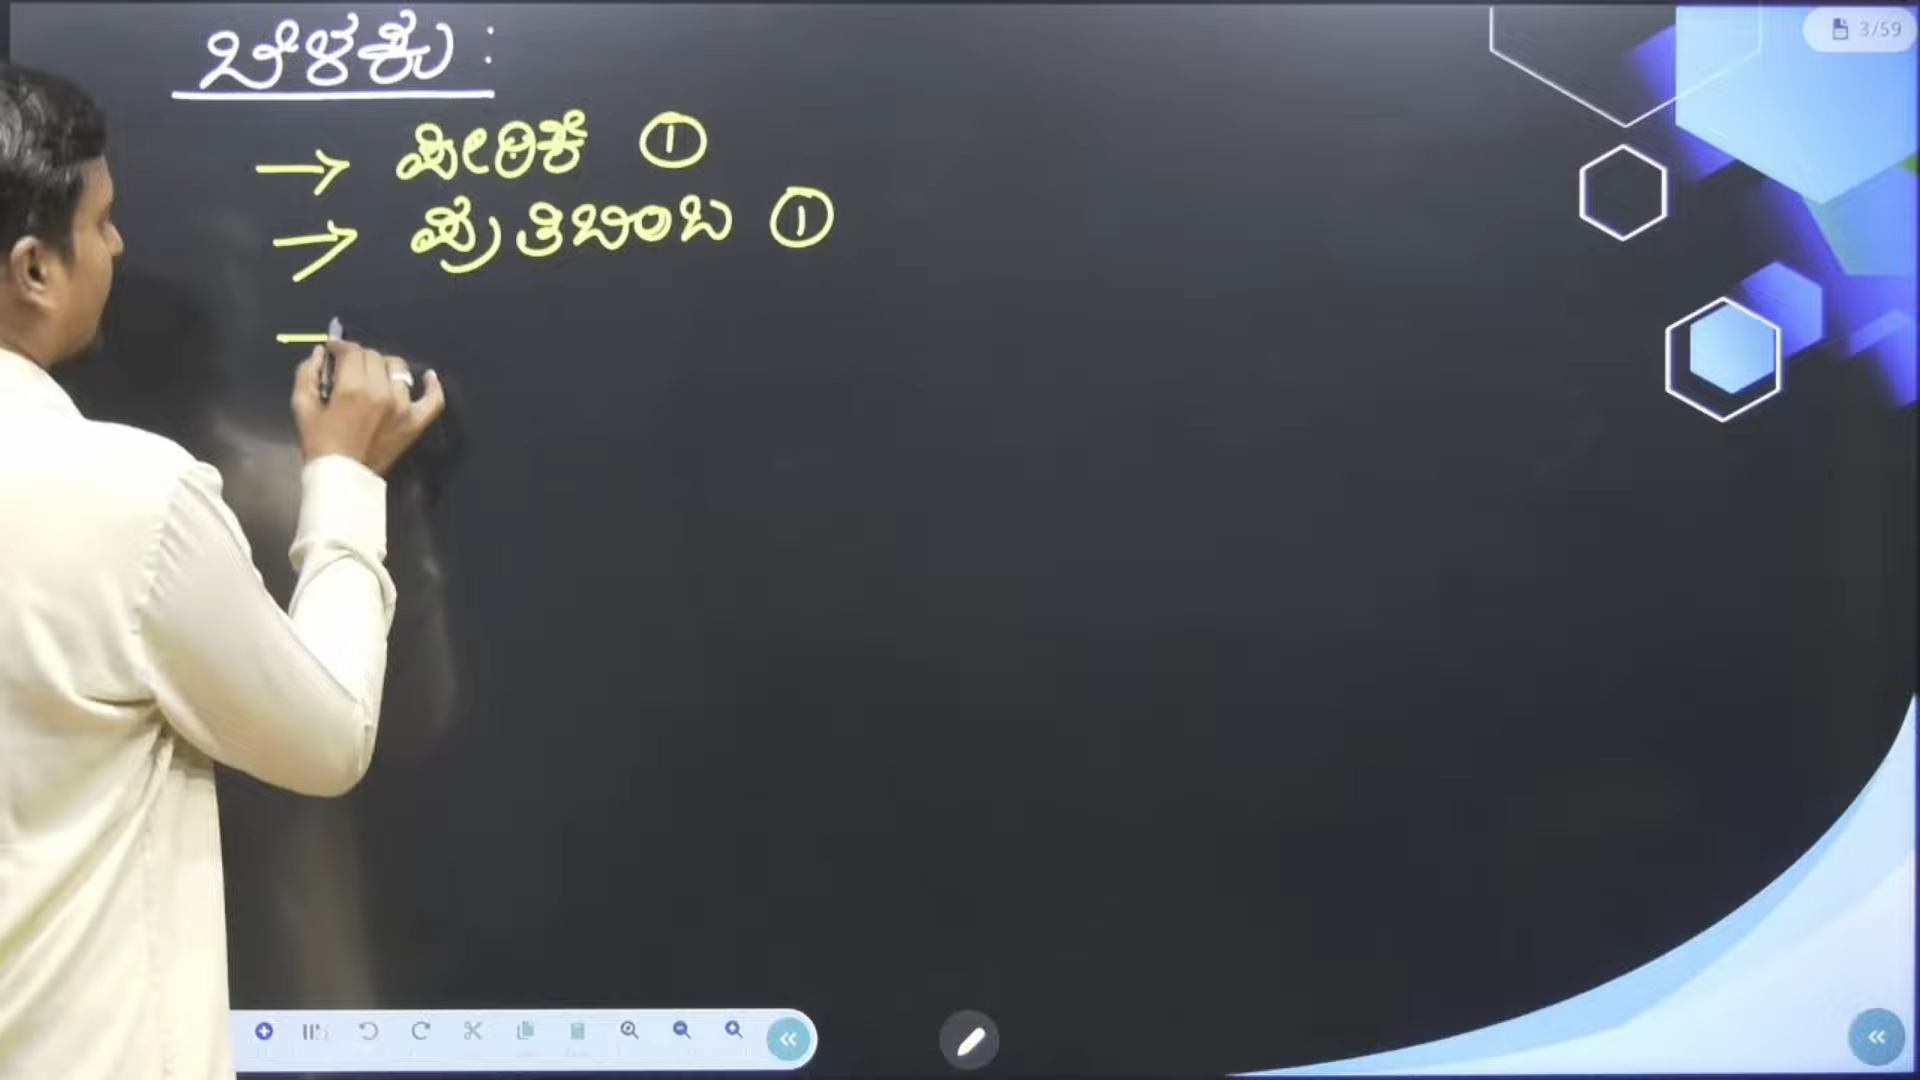 ಬೆಳಕು :
→ ಪೀಠಿಕೆ ①
→ ಪ್ರತಿಬಿಂಬ ①
3/59